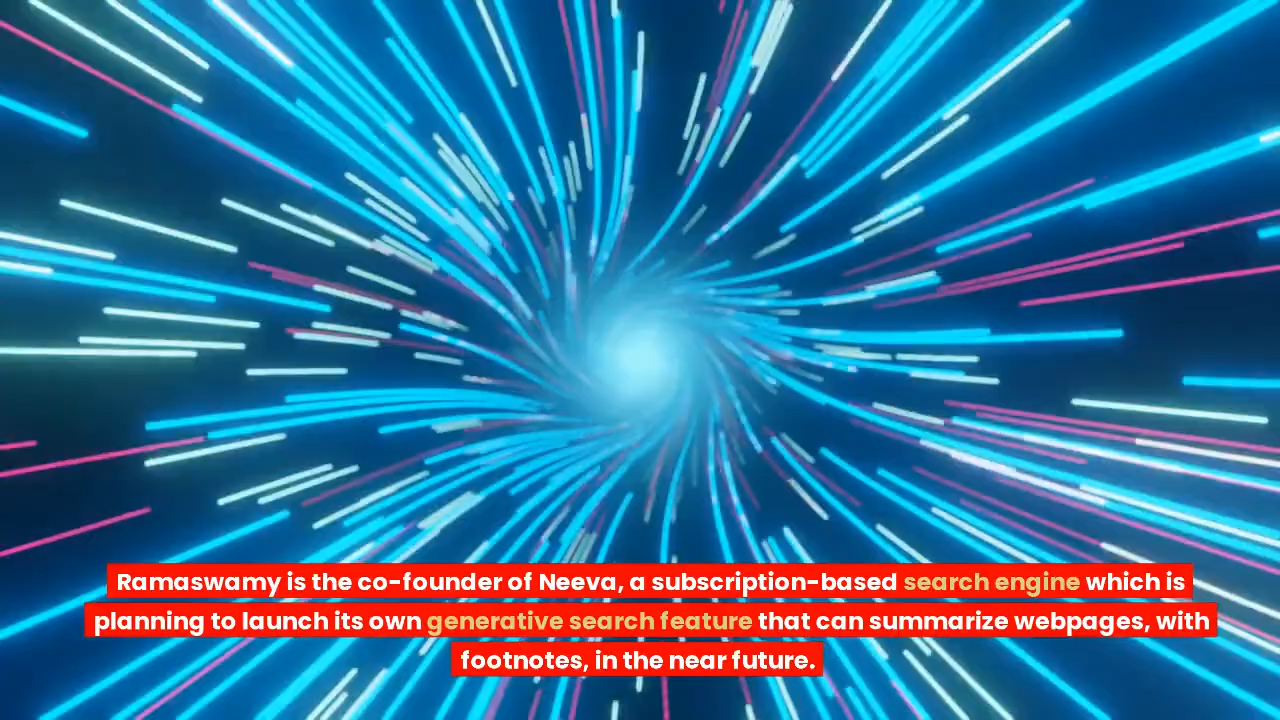 Ramaswamy is the co-founder of Neeva, a subscription-based search engine which is
planning to launch its own generative search feature that can summarize webpages, with
footnotes, in the near future.